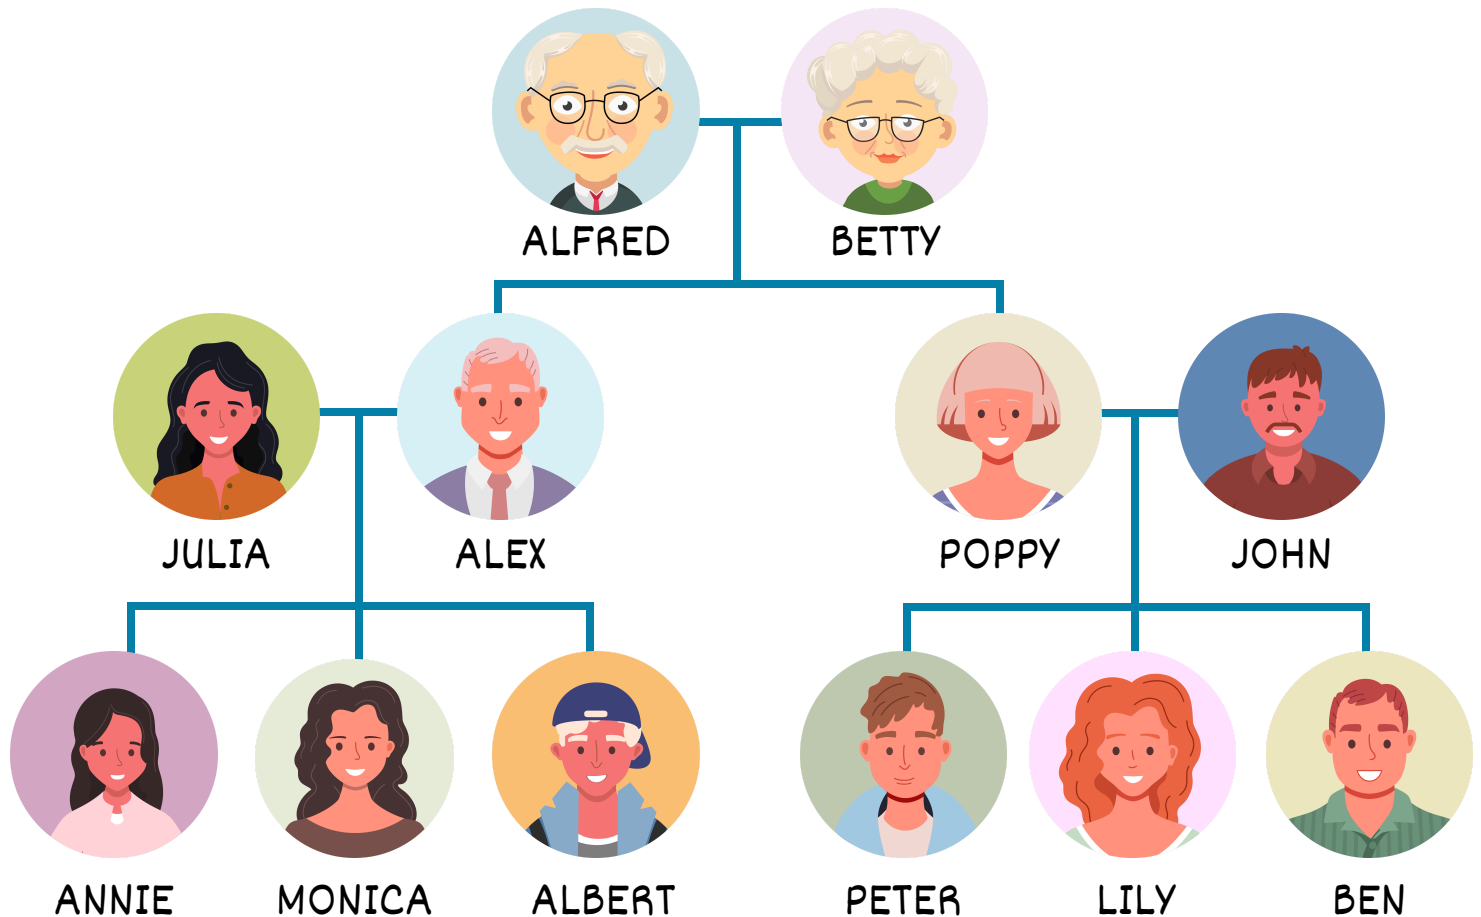 ALFRED
BETTY
JULIA
ALEX
POPPY
JOHN
ANNIE
MONICA
ALBERT
PETER
LILY
BEN